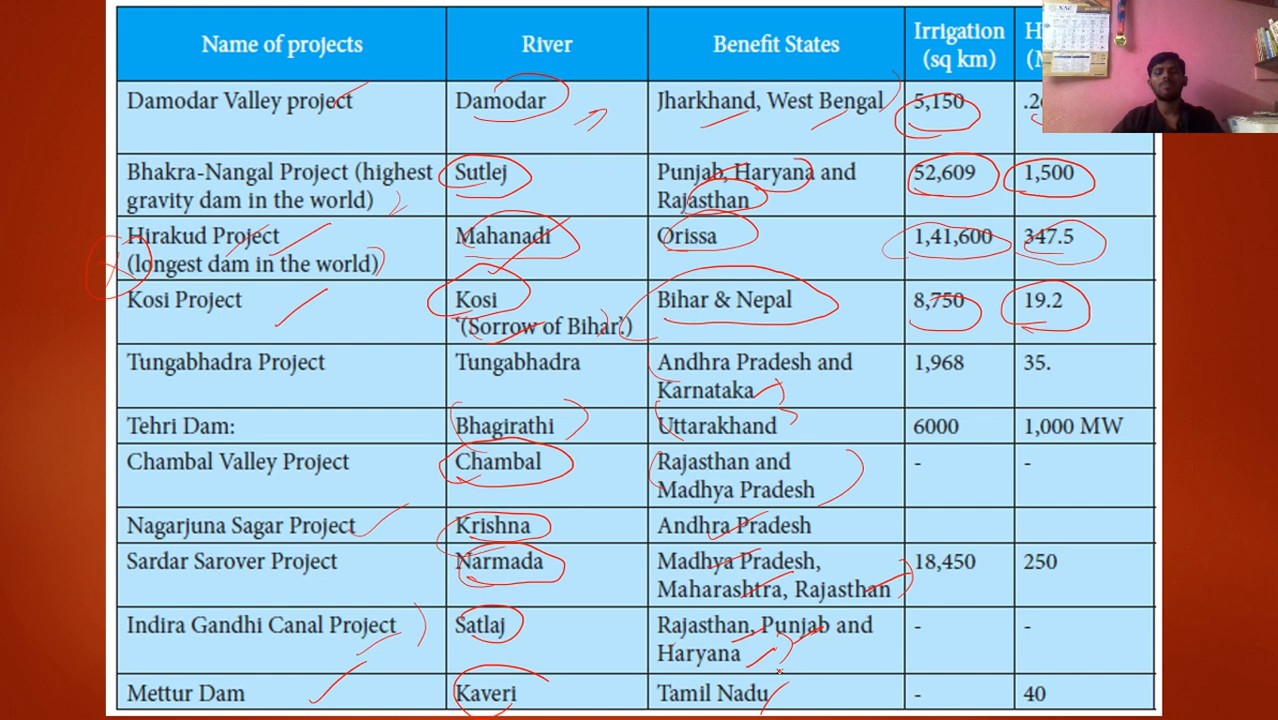 Name of projects
River
Benefit States
Irrigation
(sq km)
Damodar Valley project
Damodar
Jharkhand, West Bengal
5,150
Bhakra-Nangal Project (highest
gravity dam in the world)
Sutlej
Punjab, Haryana and
Rajasthan
52,609
1,500
Hirakud Project
(longest dam in the world)
Mahanadi
Orissa
1,41,600
347.5
Kosi Project
Kosi
‘(Sorrow of Bihar’.)
Bihar & Nepal
8,750
19.2
Tungabhadra Project
Tungabhadra
Andhra Pradesh and
Karnataka
1,968
35.
Tehri Dam:
Bhagirathi
Uttarakhand
6000
1,000 MW
Chambal Valley Project
Chambal
Rajasthan and
Madhya Pradesh
-
-
Nagarjuna Sagar Project
Krishna
Andhra Pradesh
Sardar Sarover Project
Narmada
Madhya Pradesh,
Maharashtra, Rajasthan
18,450
250
Indira Gandhi Canal Project
Satlaj
Rajasthan, Punjab and
Haryana
-
-
Mettur Dam
Kaveri
Tamil Nadu
-
40